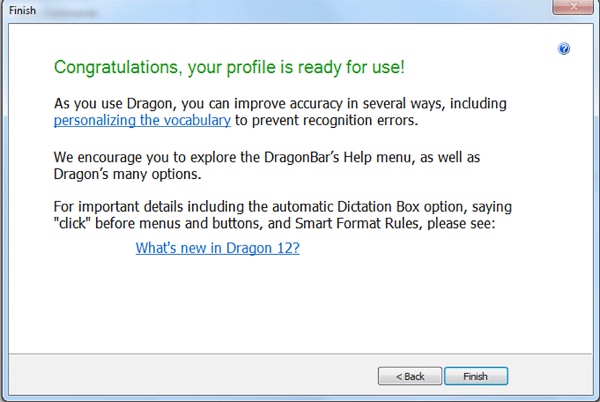 Finish
Congratulations, your profile is ready for use!
As you use Dragon, you can improve accuracy in several ways, including
personalizing the vocabulary to prevent recognition errors.
We encourage you to explore the DragonBar's Help menu, as well as
Dragon's many options.
For important details including the automatic Dictation Box option, saying
"click" before menus and buttons, and Smart Format Rules, please see:
What's new in Dragon 12?
< Back
Finish